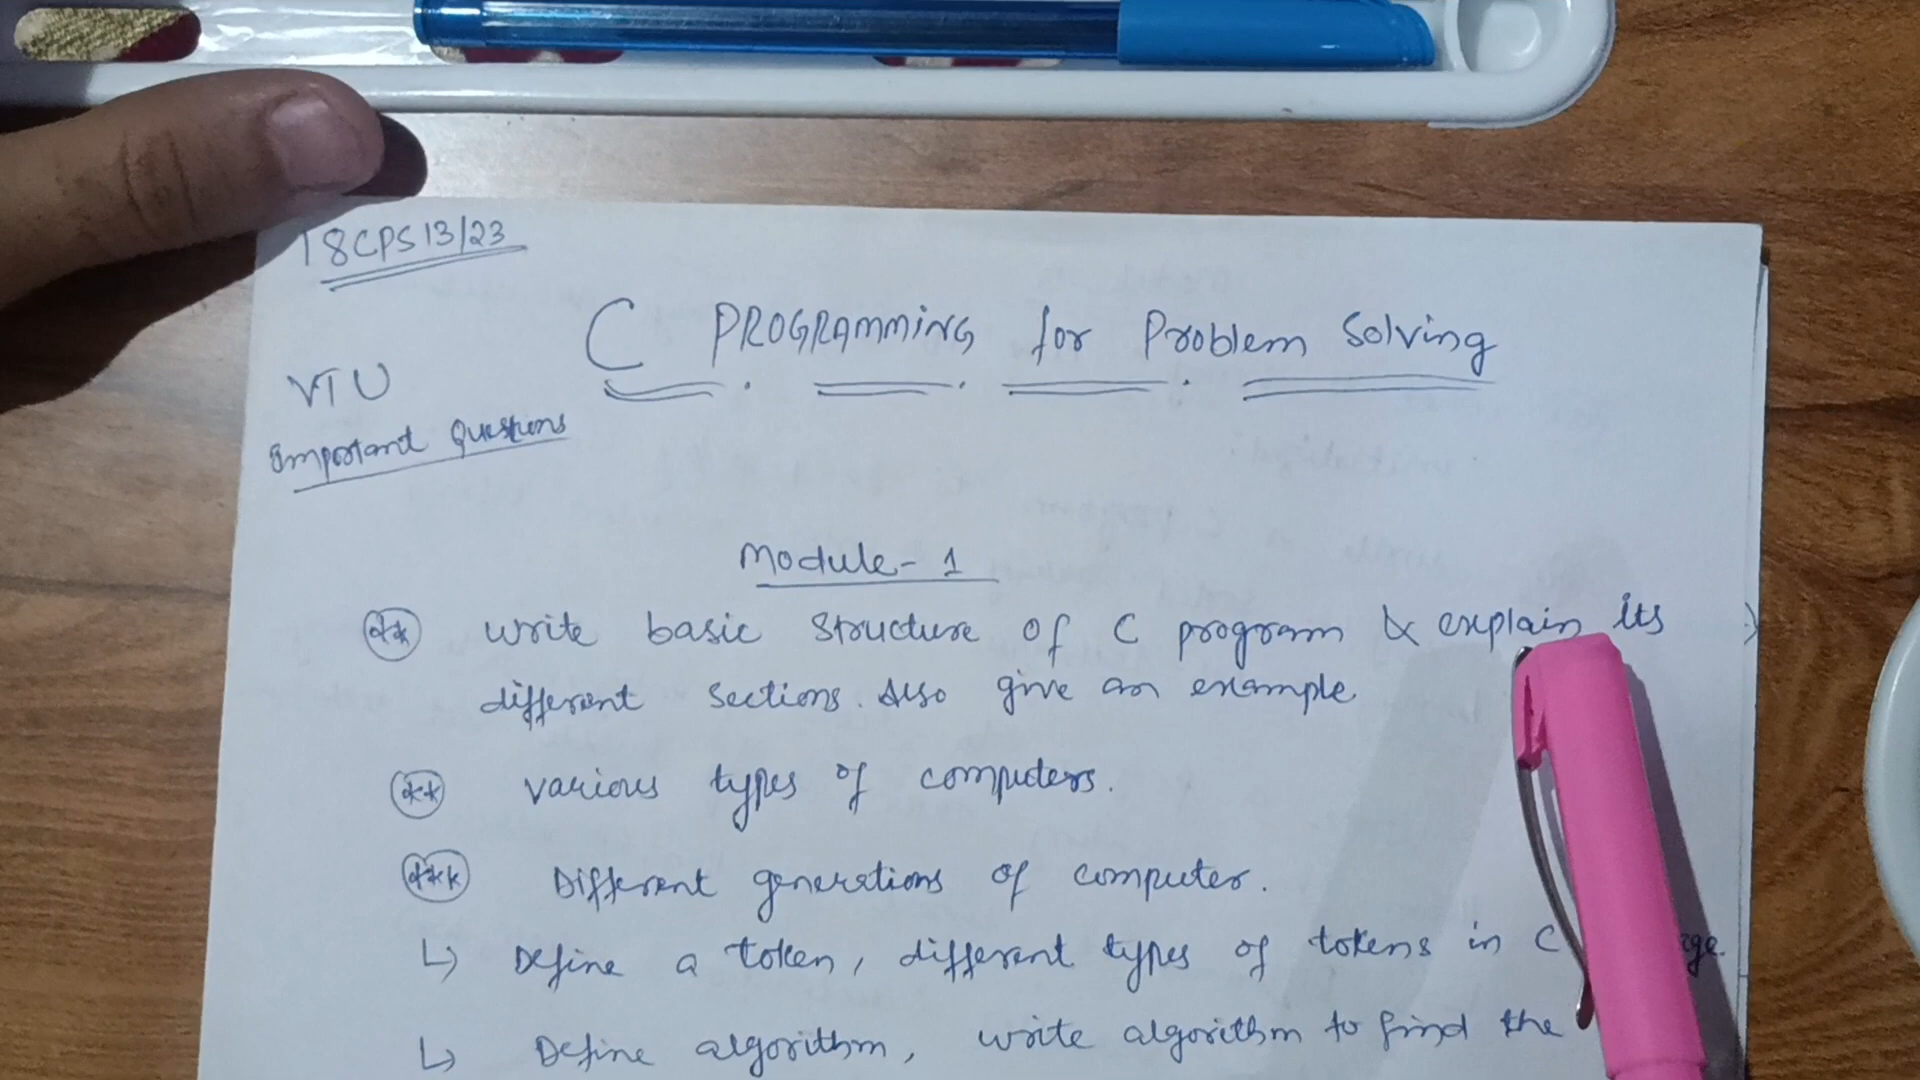 18CPS13/23
C PROGRAMMING for Problem Solving
VTU
Important Questions
Module - 1
** write basic structure of C program & explain its
different sections. Also give an example
** various types of computers.
*** Different generations of computer.
↳ Define a token, different types of tokens in C
↳ Define algorithm, write algorithm to find the